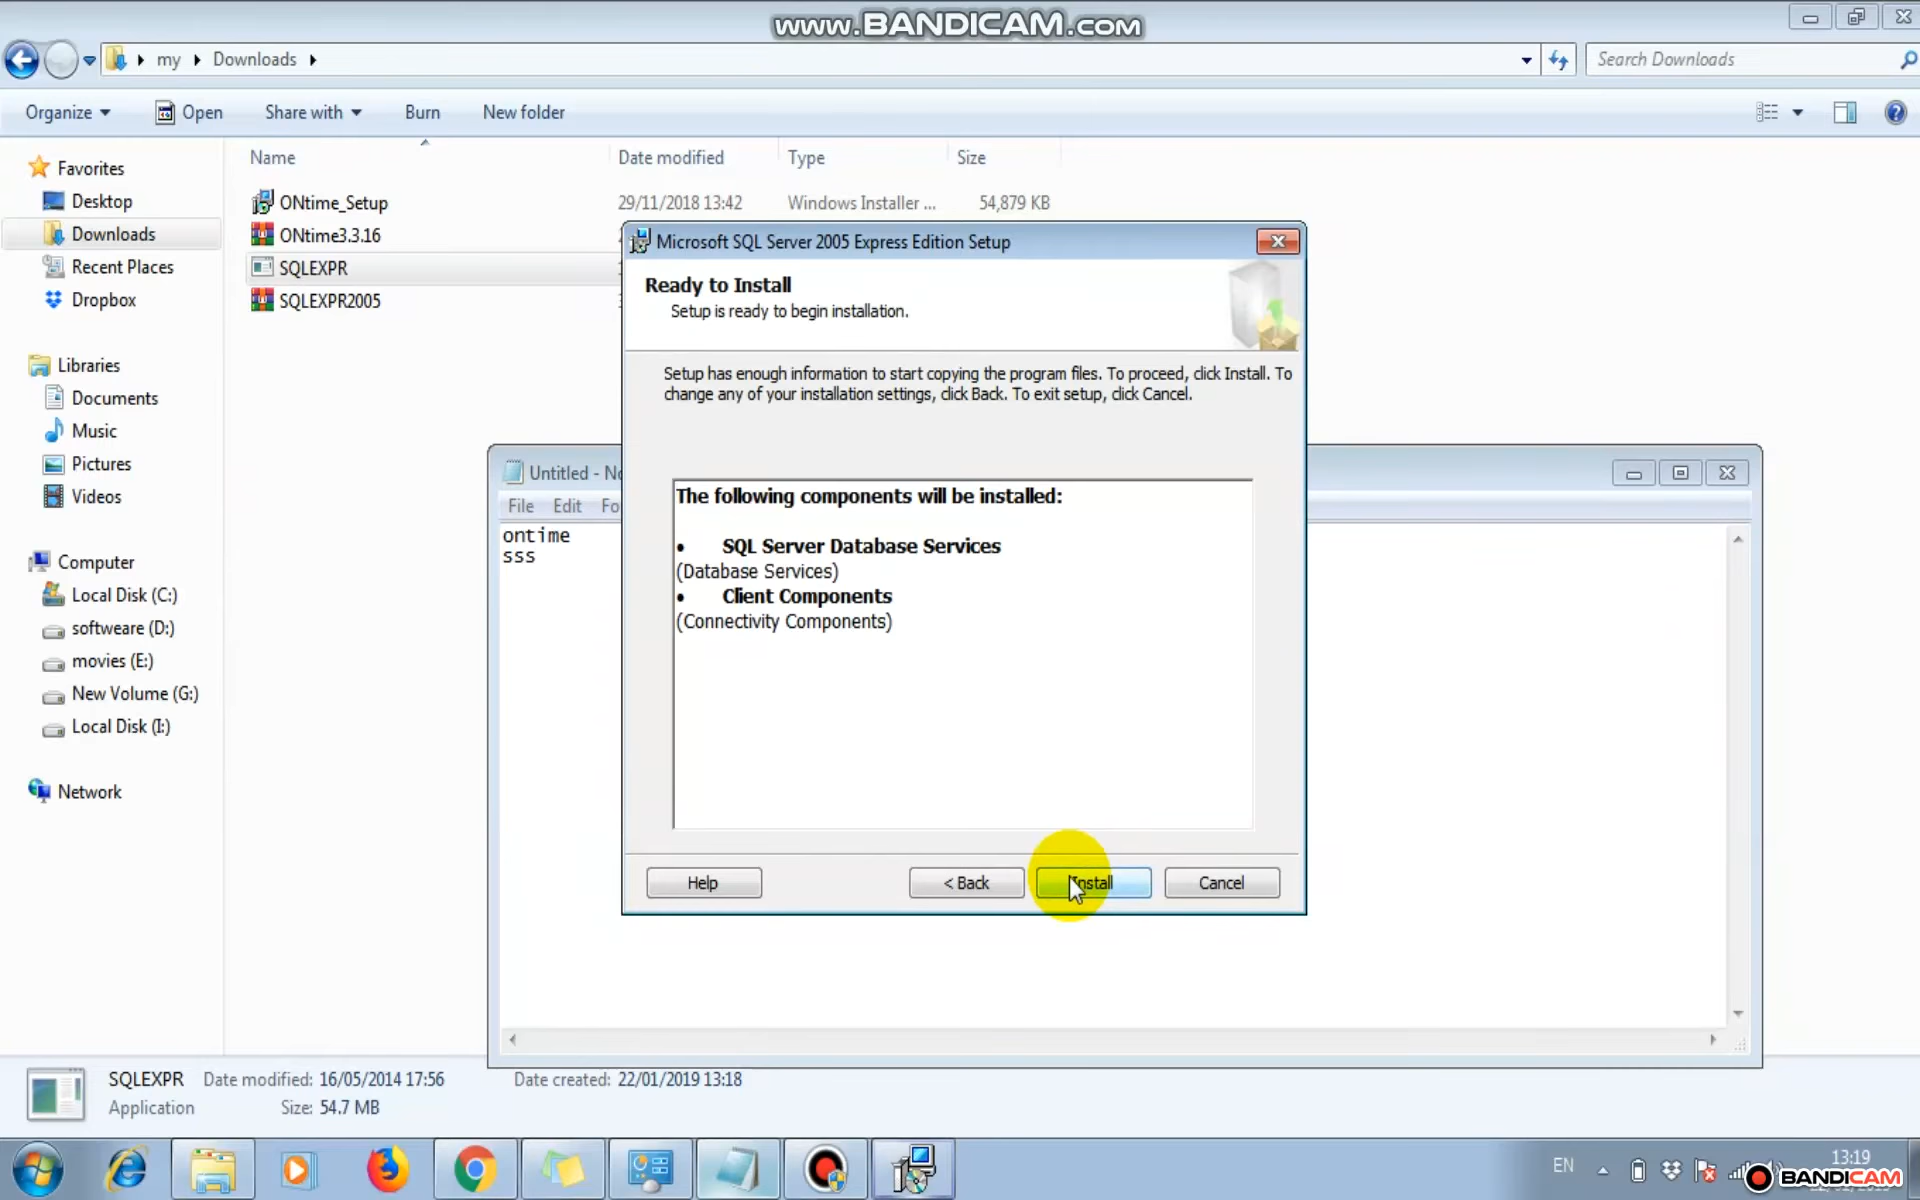 www.BANDICAM.com
my
Downloads
Search Downloads
Organize
Open
Share with
Burn
New folder
Name
Date modified
Type
Size
Favorites
Desktop
Downloads
Recent Places
Dropbox
Libraries
Documents
Music
Pictures
Videos
Computer
Local Disk (C:)
softweare (D:)
movies (E:)
New Volume (G:)
Local Disk (I:)
Network
ONtime_Setup
29/11/2018 13:42
Windows Installer ...
54,879 KB
ONtime3.3.16
SQLEXPR
SQLEXPR2005
Microsoft SQL Server 2005 Express Edition Setup
Ready to Install
Setup is ready to begin installation.
Setup has enough information to start copying the program files. To proceed, click Install. To
change any of your installation settings, click Back. To exit setup, click Cancel.
The following components will be installed:
• SQL Server Database Services
(Database Services)
• Client Components
(Connectivity Components)
Help
< Back
Install
Cancel
Untitled -
File
Edit
ontime
sss
SQLEXPR
Date modified: 16/05/2014 17:56
Date created: 22/01/2019 13:18
Application
Size: 54.7 MB
EN
13:19
BANDICAM